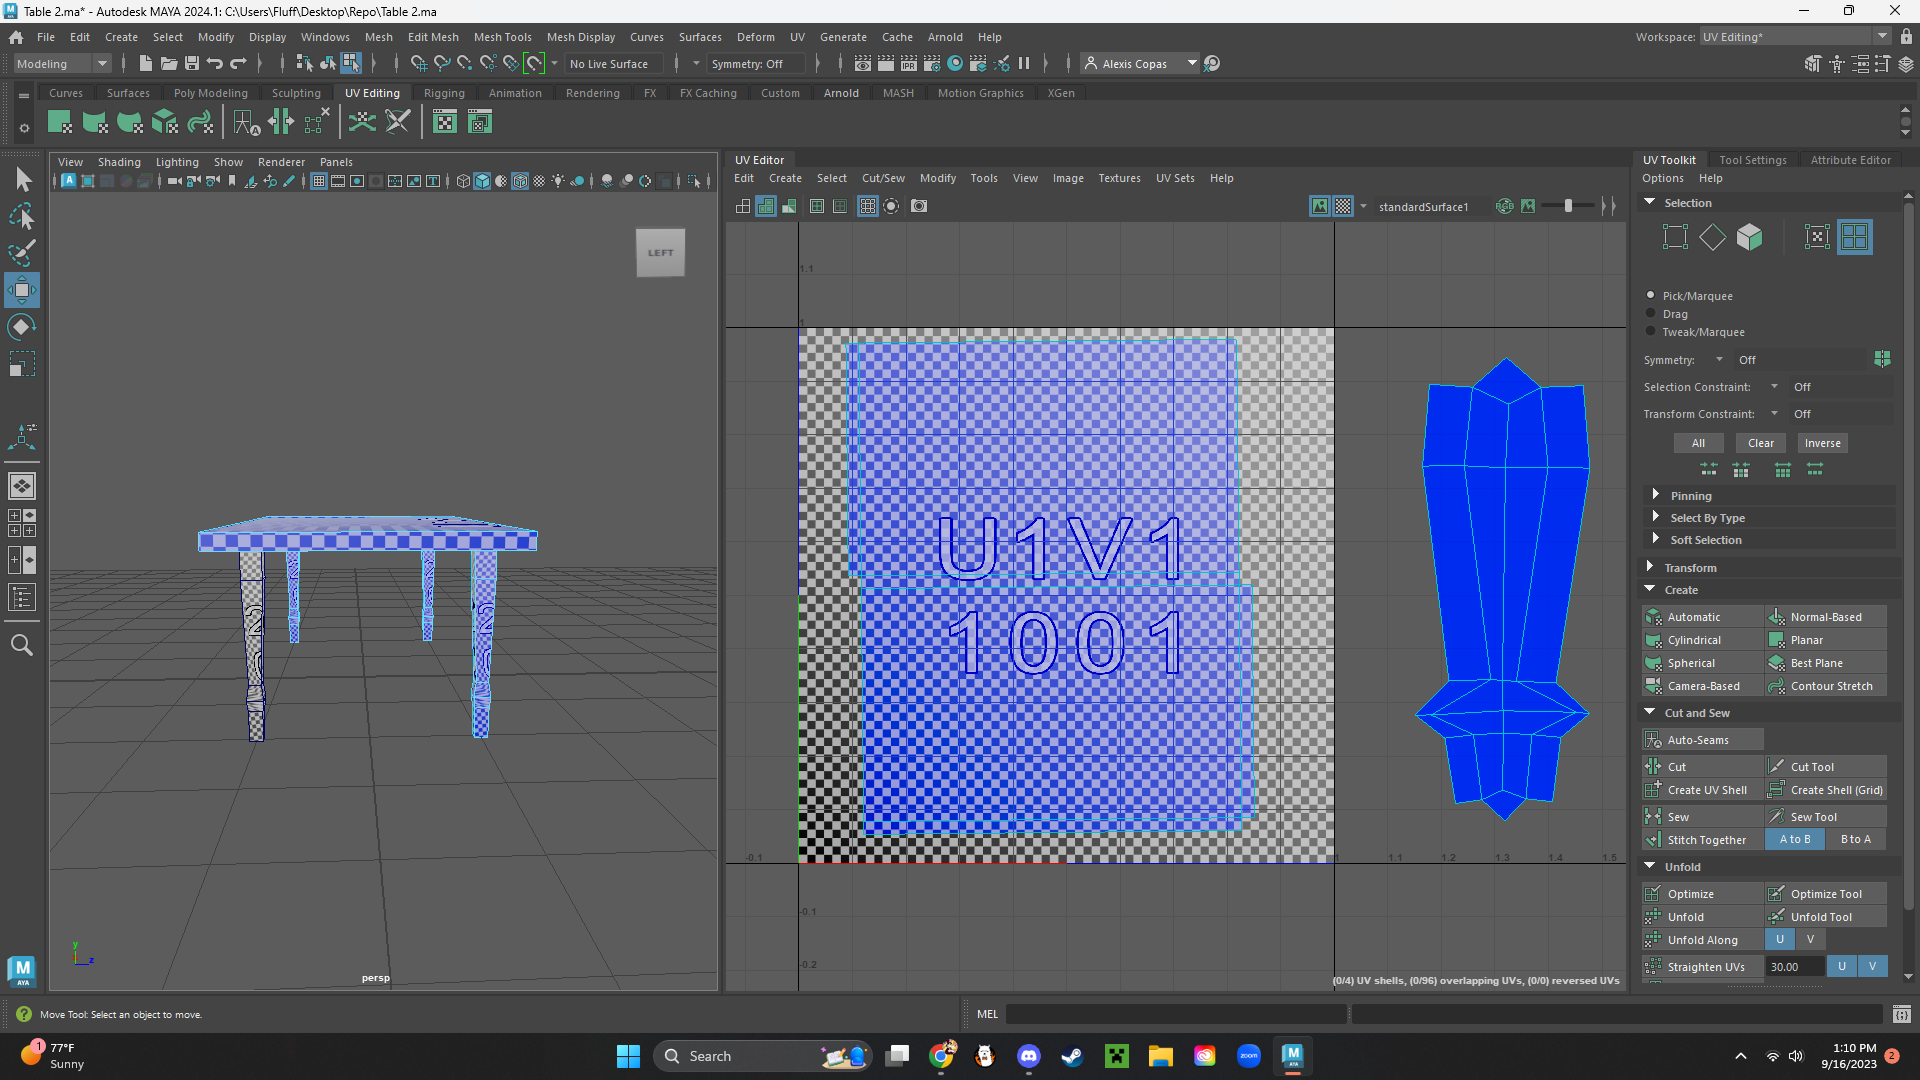 Table 2.ma* - Autodesk MAYA 2024.1: C:\Users\Fluff\Desktop\Repo\Table 2.ma
File Edit Create Select Modify Display Windows Mesh Edit Mesh Mesh Tools Mesh Display Curves Surfaces Deform UV Generate Cache Arnold Help
Workspace: UV Editing*
Modeling
No Live Surface
Symmetry: Off
Alexis Copas
Curves Surfaces Poly Modeling Sculpting UV Editing Rigging Animation Rendering FX FX Caching Custom Arnold MASH Motion Graphics XGen
View Shading Lighting Show Renderer Panels
LEFT
persp
y
z
UV Editor
Edit Create Select Cut/Sew Modify Tools View Image Textures UV Sets Help
standardSurface1
1.1
1
U1V1
1001
-0.1 1 1.1 1.2 1.3 1.4 1.5
-0.1
-0.2
(0/4) UV shells, (0/96) overlapping UVs, (0/0) reversed UVs
UV Toolkit Tool Settings Attribute Editor
Options Help
Selection
Pick/Marquee
Drag
Tweak/Marquee
Symmetry: Off
Selection Constraint: Off
Transform Constraint: Off
All Clear Inverse
Pinning
Select By Type
Soft Selection
Transform
Create
Automatic Normal-Based
Cylindrical Planar
Spherical Best Plane
Camera-Based Contour Stretch
Cut and Sew
Auto-Seams
Cut Cut Tool
Create UV Shell Create Shell (Grid)
Sew Sew Tool
Stitch Together A to B B to A
Unfold
Optimize Optimize Tool
Unfold Unfold Tool
Unfold Along U V
Straighten UVs 30.00 U V
M
AYA
Move Tool: Select an object to move.
MEL
1
77°F
Sunny
Search
zoom
1:10 PM
9/16/2023
2